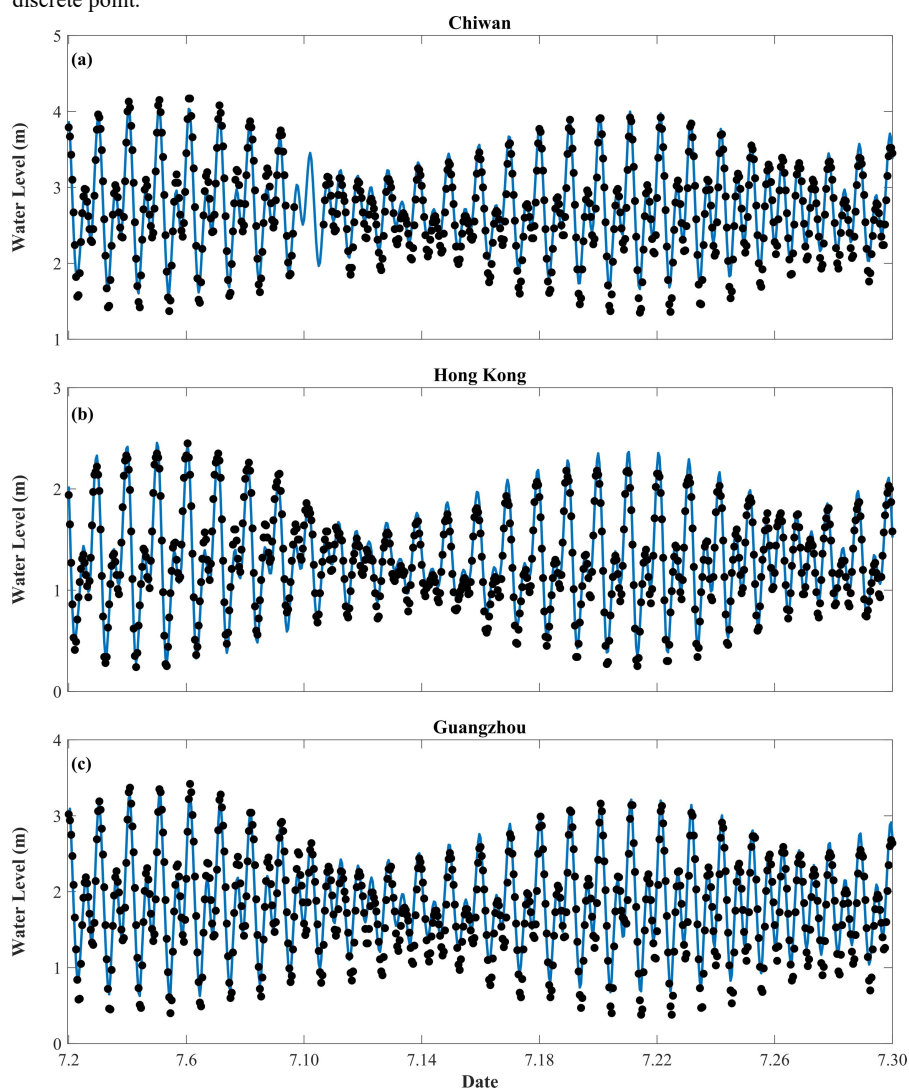 discrete point.
Chiwan
(a)
5
4
3
2
1
Water Level (m)
Hong Kong
(b)
3
2
1
0
Water Level (m)
Guangzhou
(c)
4
3
2
1
0
Water Level (m)
7.2 7.6 7.10 7.14 7.18 7.22 7.26 7.30
Date